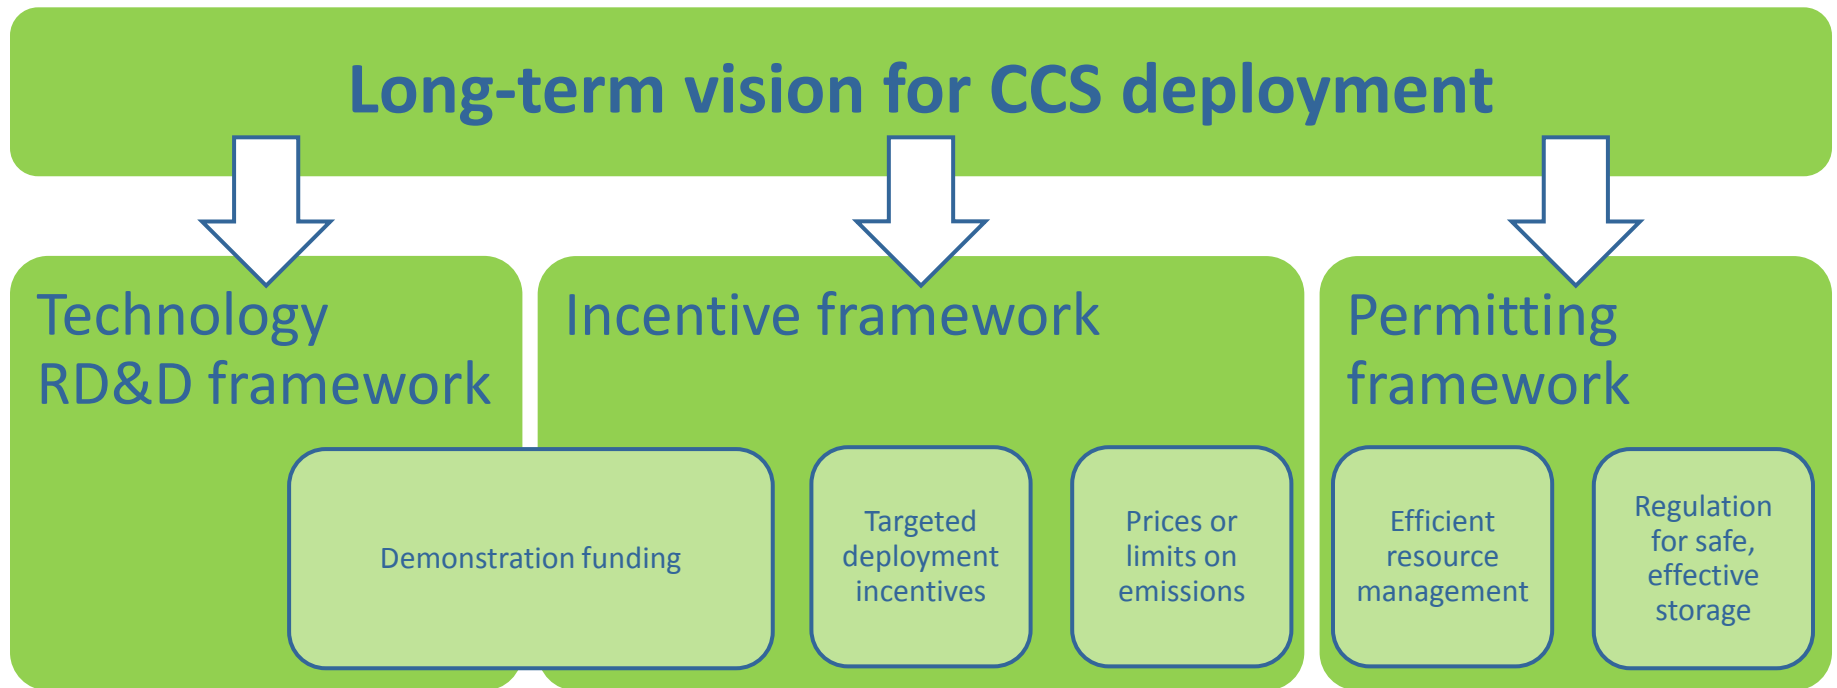 Long-term vision for CCS deployment
Technology
RD&D framework
Incentive framework
Permitting
framework
Demonstration funding
Targeted
deployment
incentives
Prices or
limits on
emissions
Efficient
resource
management
Regulation
for safe,
effective
storage